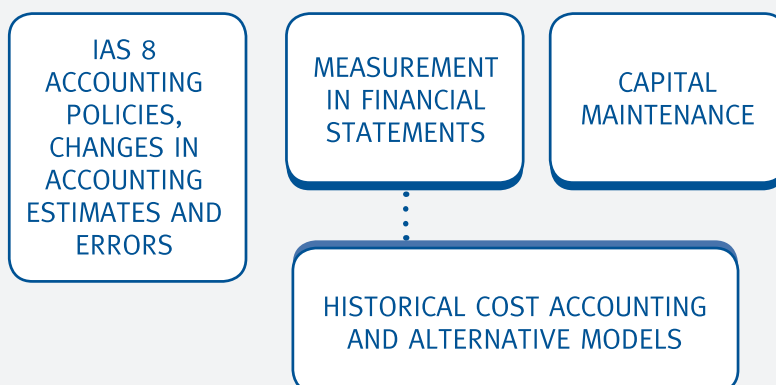 IAS 8
ACCOUNTING
POLICIES,
CHANGES IN
ACCOUNTING
ESTIMATES AND
ERRORS
MEASUREMENT
IN FINANCIAL
STATEMENTS
CAPITAL
MAINTENANCE
HISTORICAL COST ACCOUNTING
AND ALTERNATIVE MODELS